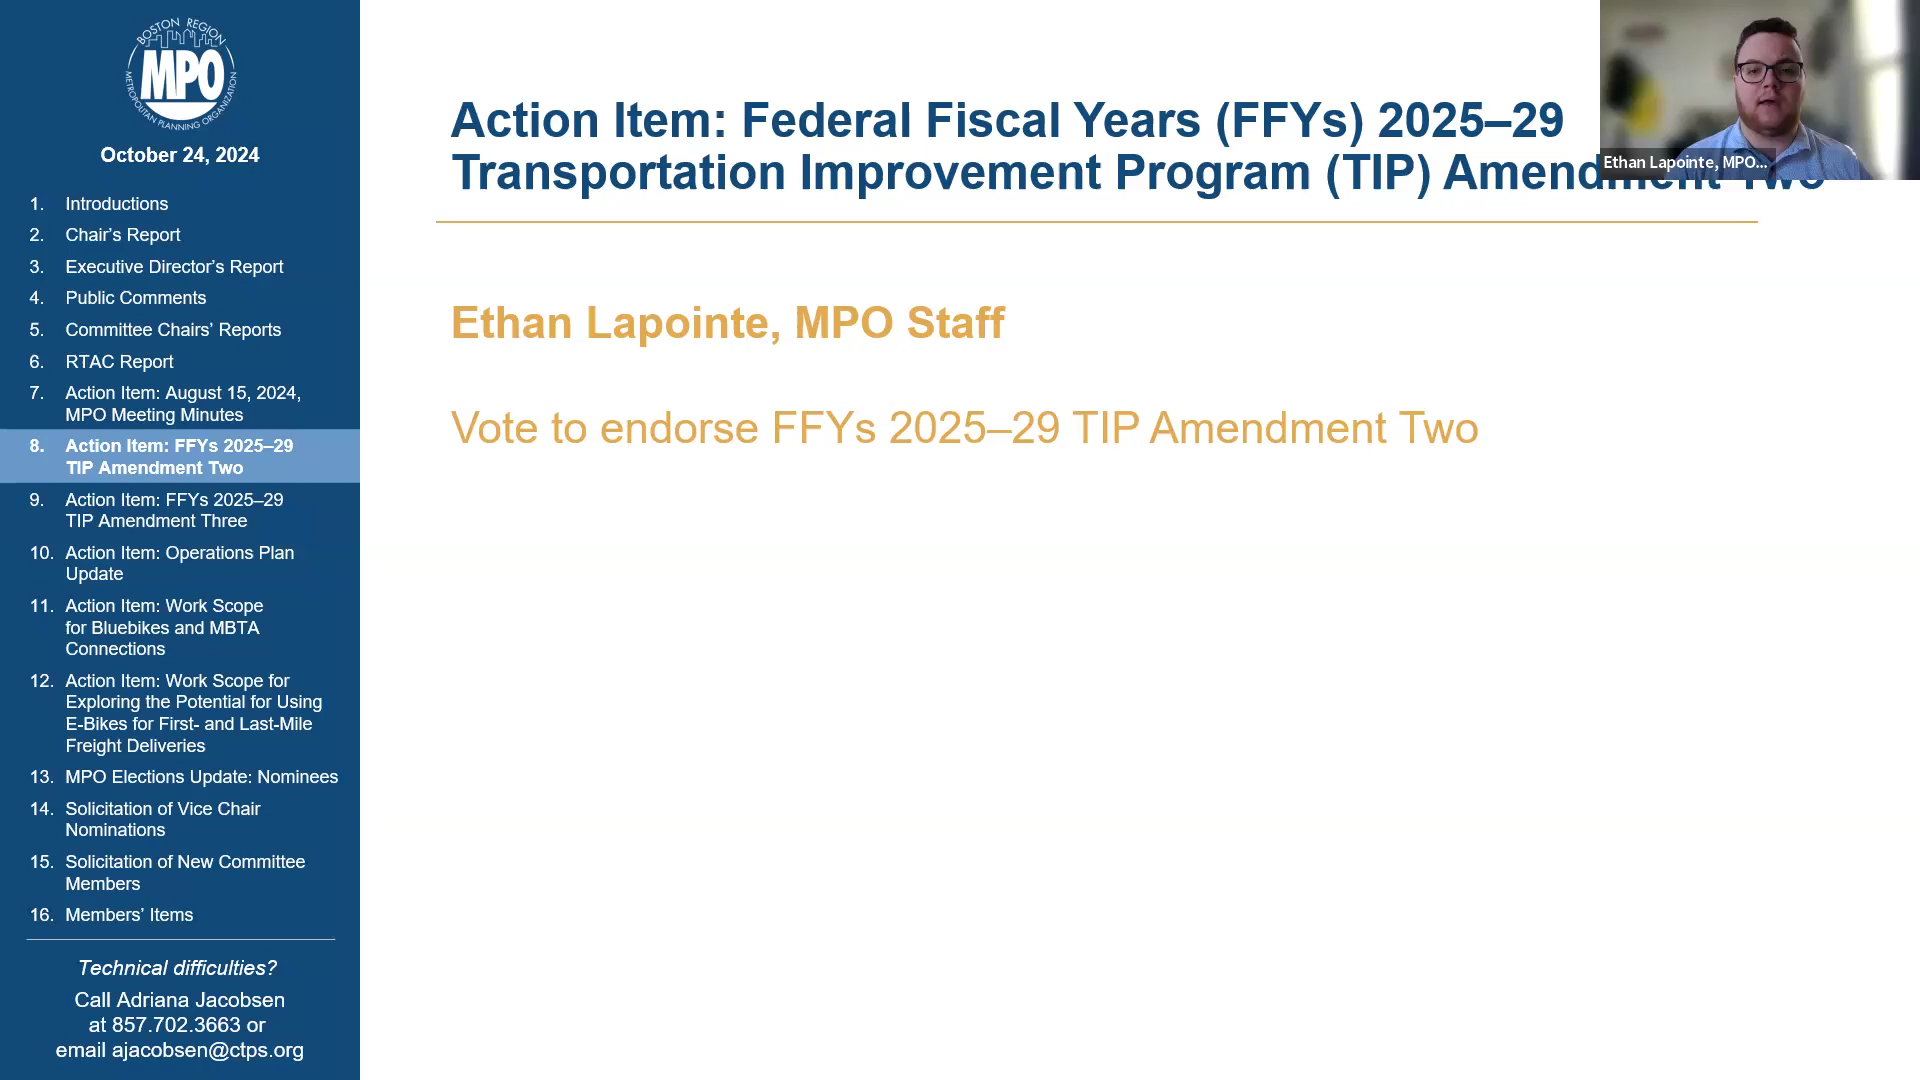 BOSTON REGION
MPO
METROPOLITAN PLANNING ORGANIZATION
October 24, 2024
1. Introductions
2. Chair’s Report
3. Executive Director’s Report
4. Public Comments
5. Committee Chairs’ Reports
6. RTAC Report
7. Action Item: August 15, 2024,
MPO Meeting Minutes
8. Action Item: FFYs 2025–29
TIP Amendment Two
9. Action Item: FFYs 2025–29
TIP Amendment Three
10. Action Item: Operations Plan
Update
11. Action Item: Work Scope
for Bluebikes and MBTA
Connections
12. Action Item: Work Scope for
Exploring the Potential for Using
E-Bikes for First- and Last-Mile
Freight Deliveries
13. MPO Elections Update: Nominees
14. Solicitation of Vice Chair
Nominations
15. Solicitation of New Committee
Members
16. Members’ Items
Technical difficulties?
Call Adriana Jacobsen
at 857.702.3663 or
email ajacobsen@ctps.org
Action Item: Federal Fiscal Years (FFYs) 2025–29
Transportation Improvement Program (TIP) Amendment Two
Ethan Lapointe, MPO Staff
Vote to endorse FFYs 2025–29 TIP Amendment Two
Ethan Lapointe, MPO...